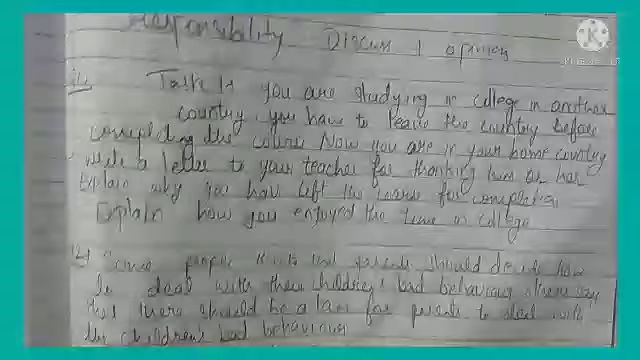 Responsibility Discuss 1 opinion
Task 1 You are studying in college in another
country. You have to leave the country before
completing the course Now you are in your home country
write a letter to your teacher for thanking him or her
Explain why you have left the course for
Explain how you enjoyed the time in college
Some people think that parents should decide how
to deal with their children's bad behaviour
that there should be a law for parents to deal with
the children's bad behaviour
K